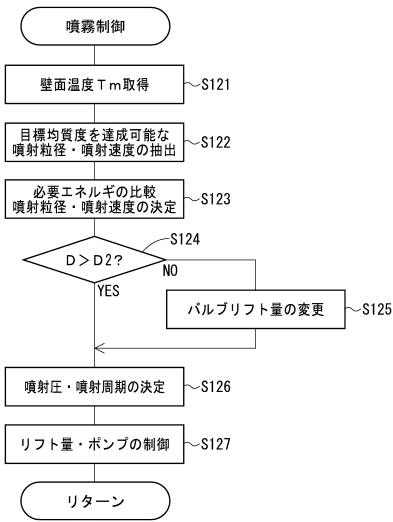 噴霧制御
壁面温度Tm取得
S121
目標均質度を達成可能な
噴射粒径・噴射速度の抽出
S122
必要エネルギの比較
噴射粒径・噴射速度の決定
S123
S124
D>D2?
NO
YES
バルブリフト量の変更
S125
噴射圧・噴射周期の決定
S126
リフト量・ポンプの制御
S127
リターン